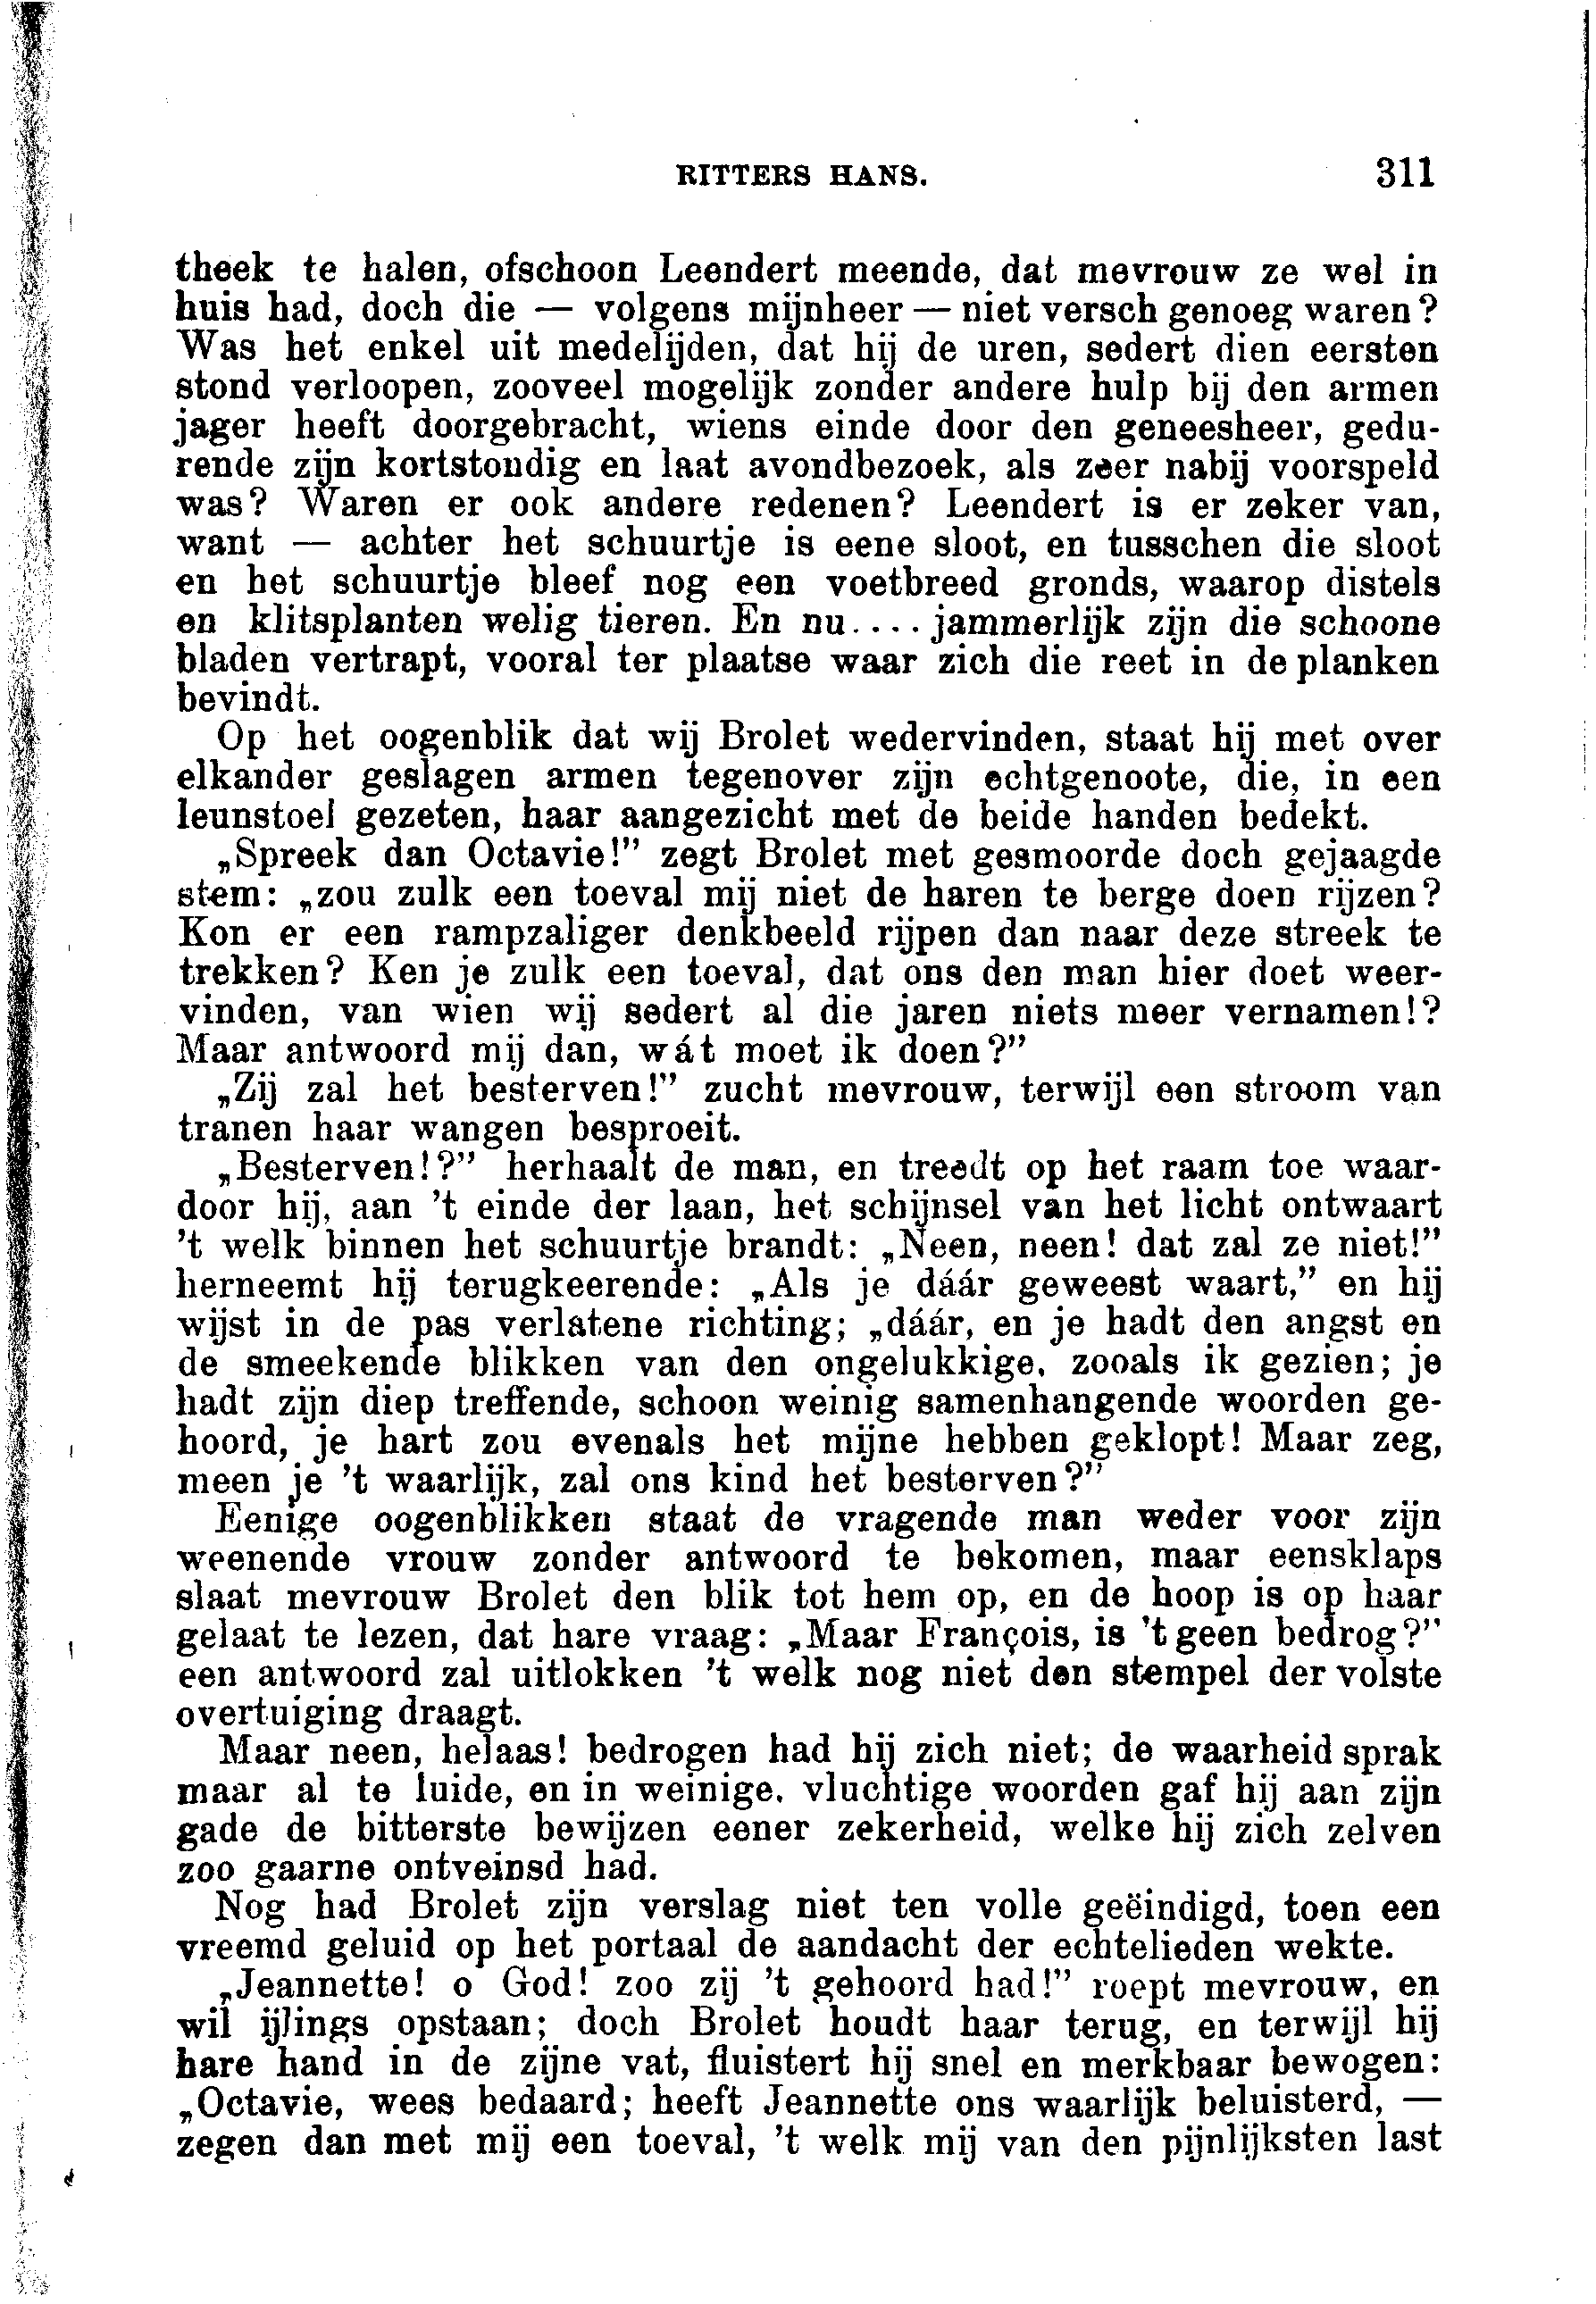 RITTERS HANS. 311
theek te halen, ofschoon Leendert meende, dat mevrouw ze wel in
huis had, doch die — volgens mijnheer — niet versch genoeg waren?
Was het enkel uit medelijden, dat hij de uren, sedert dien eersten
stond verloopen, zooveel mogelijk zonder andere hulp bij den armen
jager heeft doorgebracht, wiens einde door den geneesheer, gedu-
rende zijn kortstondig en laat avondbezoek, als zeer nabij voorspeld
was? Waren er ook andere redenen? Leendert is er zeker van,
want — achter het schuurtje is eene sloot, en tusschen die sloot
en het schuurtje bleef nog een voetbreed gronds, waarop distels
en klitsplanten welig tieren. En nu.... jammerlijk zijn die schoone
bladen vertrapt, vooral ter plaatse waar zich die reet in de planken
bevindt.
Op het oogenblik dat wij Brolet wedervinden, staat hij met over
elkander geslagen armen tegenover zijn echtgenoote, die, in een
leunstoel gezeten, haar aangezicht met de beide handen bedekt.
„Spreek dan Octavie!” zegt Brolet met gesmoorde doch gejaagde
stem: „zou zulk een toeval mij niet de haren te berge doen rijzen?
Kon er een rampzaliger denkbeeld rijpen dan naar deze streek te
trekken? Ken je zulk een toeval, dat ons den man hier doet weer-
vinden, van wien wij sedert al die jaren niets meer vernamen!?
Maar antwoord mij dan, wát moet ik doen?”
„Zij zal het besterven!” zucht mevrouw, terwijl een stroom van
tranen haar wangen besproeit.
„Besterven!?” herhaalt de man, en treedt op het raam toe waar-
door hij, aan 't einde der laan, het schijnsel van het licht ontwaart
't welk binnen het schuurtje brandt: „Neen, neen! dat zal ze niet!”
herneemt hij terugkeerende: „Als je dáár geweest waart,” en hij
wijst in de pas verlatene richting; „dáár, en je hadt den angst en
de smeekende blikken van den ongelukkige, zooals ik gezien; je
hadt zijn diep treffende, schoon weinig samenhangende woorden ge-
hoord, je hart zou evenals het mijne hebben geklopt! Maar zeg,
meen je 't waarlijk, zal ons kind het besterven?”
Eenige oogenblikken staat de vragende man weder voor zijn
weenende vrouw zonder antwoord te bekomen, maar eensklaps
slaat mevrouw Brolet den blik tot hem op, en de hoop is op haar
gelaat te lezen, dat hare vraag: „Maar François, is 't geen bedrog?”
een antwoord zal uitlokken 't welk nog niet den stempel der volste
overtuiging draagt.
Maar neen, helaas! bedrogen had hij zich niet; de waarheid sprak
maar al te luide, en in weinige, vluchtige woorden gaf hij aan zijn
gade de bitterste bewijzen eener zekerheid, welke hij zich zelven
zoo gaarne ontveinsd had.
Nog had Brolet zijn verslag niet ten volle geëindigd, toen een
vreemd geluid op het portaal de aandacht der echtelieden wekte.
„Jeannette! o God! zoo zij 't gehoord had!” roept mevrouw, en
wil ijlings opstaan; doch Brolet houdt haar terug, en terwijl hij
hare hand in de zijne vat, fluistert hij snel en merkbaar bewogen:
„Octavie, wees bedaard; heeft Jeannette ons waarlijk beluisterd, —
zegen dan met mij een toeval, 't welk mij van den pijnlijksten last